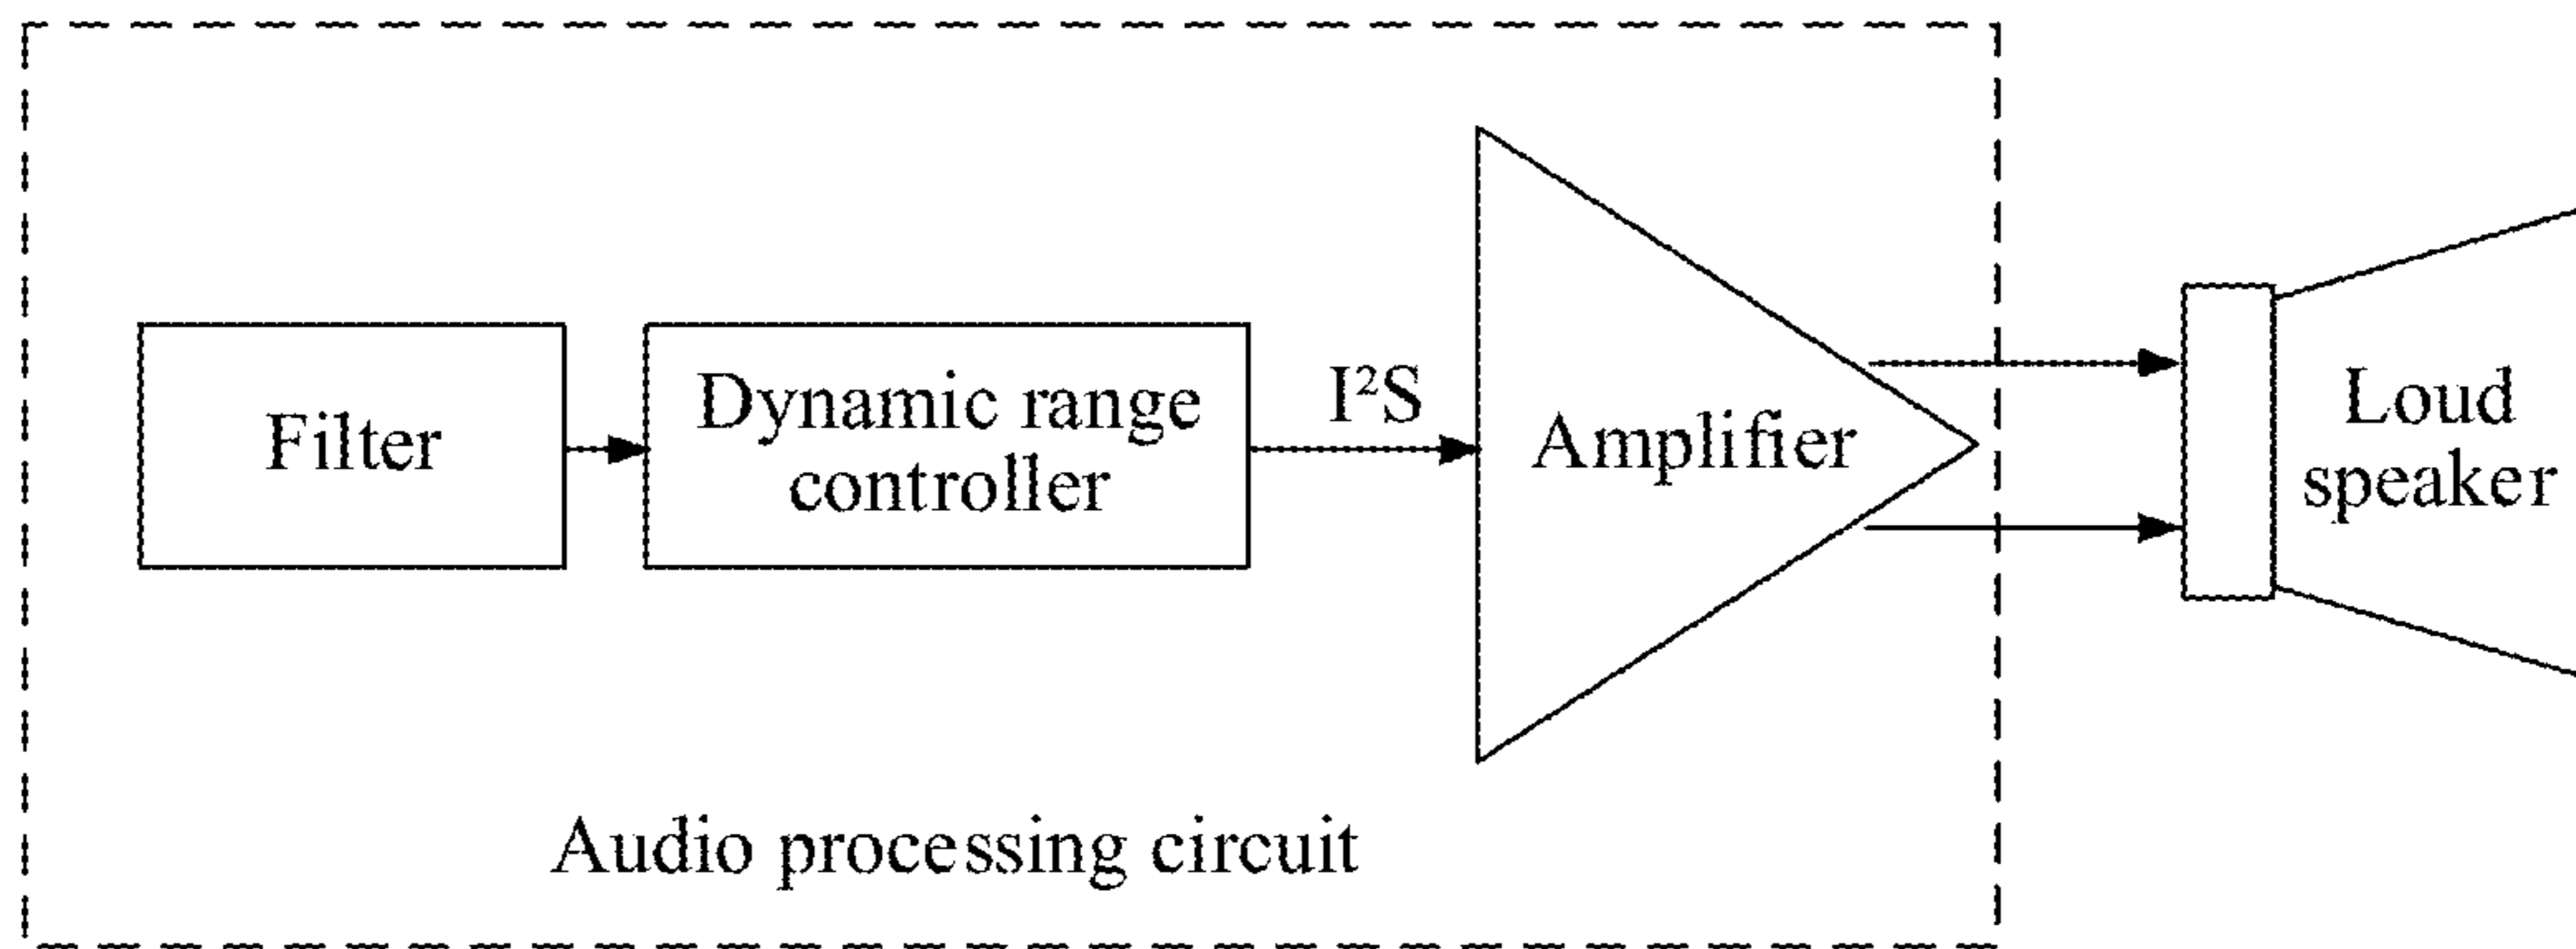 Filter
Dynamic range
controller
I²S
Amplifier
Loud
speaker
Audio processing circuit